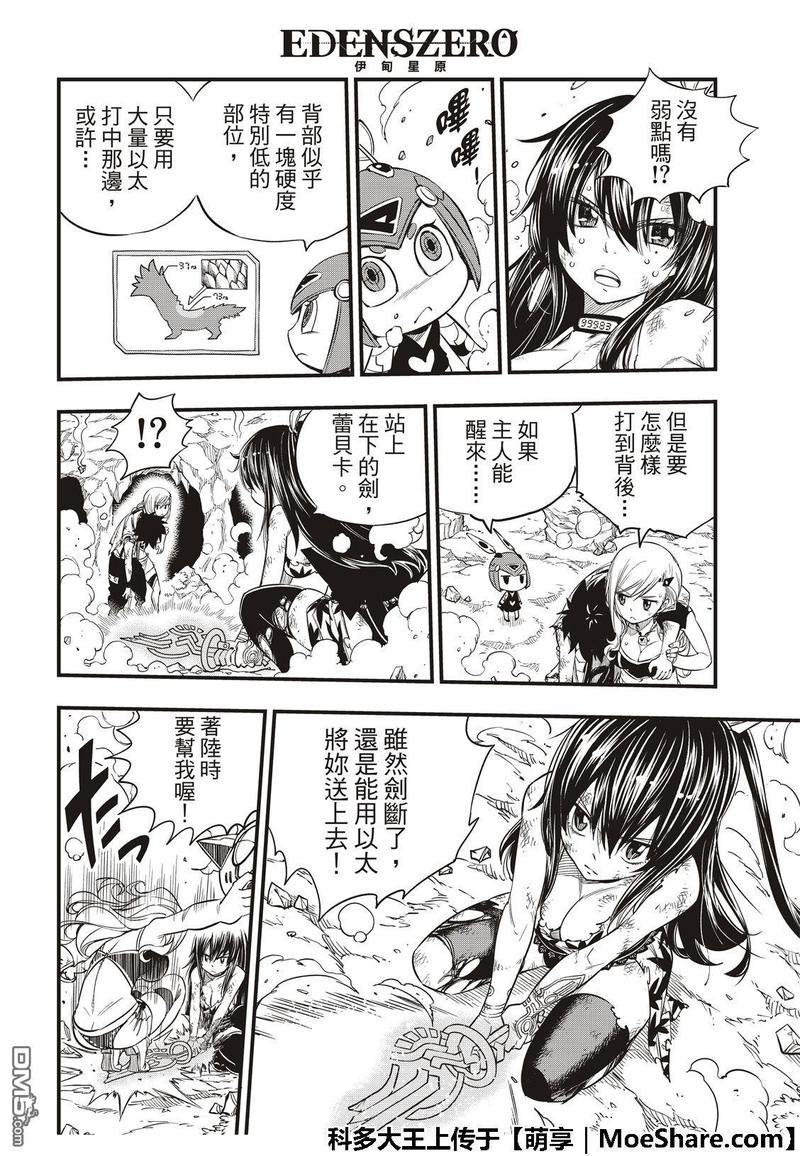 EDENSZERO
伊甸星原
沒有
弱點嗎!?
99983
背部似乎
有一塊硬度
特別低的
部位，
只要用
大量以太
打中那邊，
或許…
37π
73π
但是要
怎麼樣
打到背後…
如果
主人能
醒來……
站上
在下的劍，
蕾貝卡。
!?
雖然劍斷了，
還是能用以太
將妳送上去！
著陸時
要幫我喔！
DM5.com
科多大王上传于【萌享｜MoeShare.com】